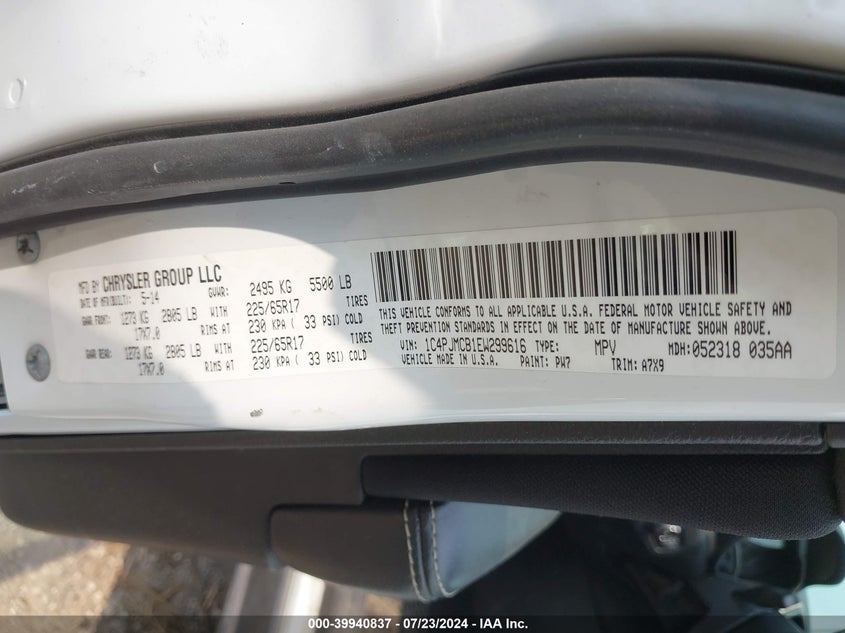 MFD BY CHRYSLER GROUP LLC
DATE OF MFR(BUILT): 5-14 GVWR: 2495 KG 5500 LB
GAWR FRONT: 1273 KG 2805 LB WITH 225/65R17 TIRES
17X7.0 RIMS AT 230 KPA ( 33 PSI) COLD
GAWR REAR: 1273 KG 2805 LB WITH 225/65R17 TIRES
17X7.0 RIMS AT 230 KPA ( 33 PSI) COLD
THIS VEHICLE CONFORMS TO ALL APPLICABLE U.S.A. FEDERAL MOTOR VEHICLE SAFETY AND
THEFT PREVENTION STANDARDS IN EFFECT ON THE DATE OF MANUFACTURE SHOWN ABOVE.
VIN: 1C4PJMCB1EW299616 TYPE: MPV MDH:052318 035AA
VEHICLE MADE IN U.S.A. PAINT: PW7 TRIM: A7X9
000-39940837 - 07/23/2024 - IAA Inc.